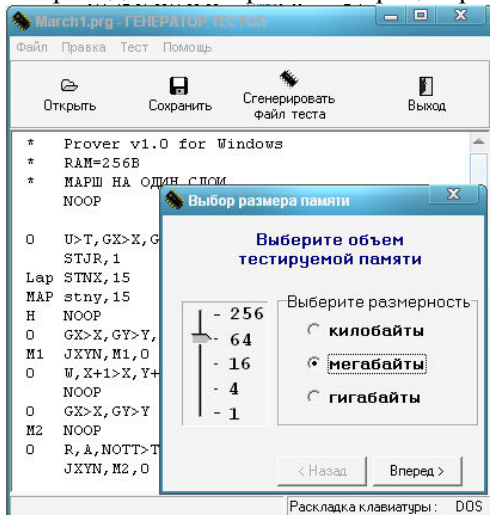 March1.prg - ГЕНЕРАТОР ТЕСТОВ
Файл Правка Тест Помощь
Открыть Сохранить Сгенерировать файл теста Выход
* Prover v1.0 for Windows
* RAM=256B
* МАРШ НА ОДИН СЛОИ
NOOP
O U>T,GX>X,G
STJR,1
Lap STNX,15
MAP stny,15
H NOOP
O GX>X,GY>Y,
M1 JXYN,M1,O
O W,X+1>X,Y+
NOOP
O GX>X,GY>Y
M2 NOOP
O R,A,NOTT>T
JXYN,M2,O
Выбор размера памяти
Выберите объем
тестируемой памяти
- 256
- 64
- 16
- 4
- 1
Выберите размерность
килобайты
мегабайты
гигабайты
< Назад Вперед >
Раскладка клавиатуры: DOS